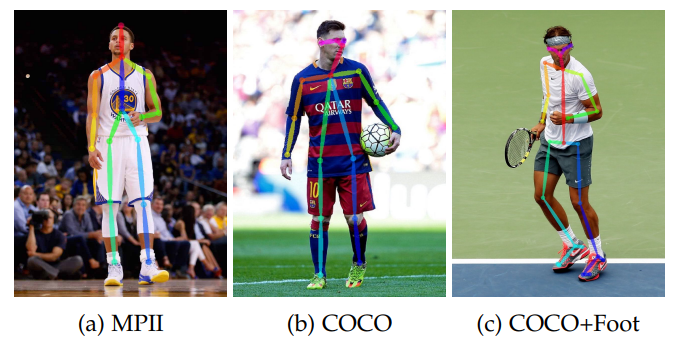 30
QATAR
AIRWAYS
10
(a) MPII
(b) COCO
(c) COCO+Foot